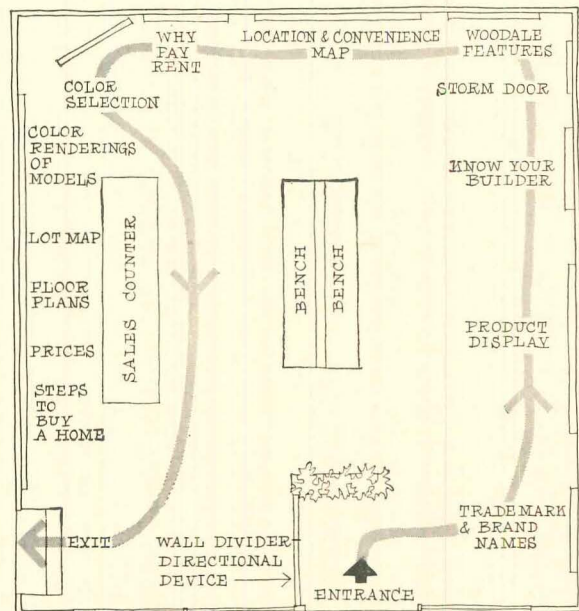 WHY
PAY
RENT
LOCATION & CONVENIENCE
MAP
WOODALE
FEATURES
COLOR
SELECTION
STORM DOOR
COLOR
RENDERINGS
OF
MODELS
KNOW YOUR
BUILDER
LOT MAP
SALES COUNTER
BENCH
BENCH
FLOOR
PLANS
PRICES
PRODUCT
DISPLAY
STEPS
TO
BUY
A HOME
TRADEMARK
& BRAND
NAMES
EXIT
WALL DIVIDER
DIRECTIONAL
DEVICE
ENTRANCE